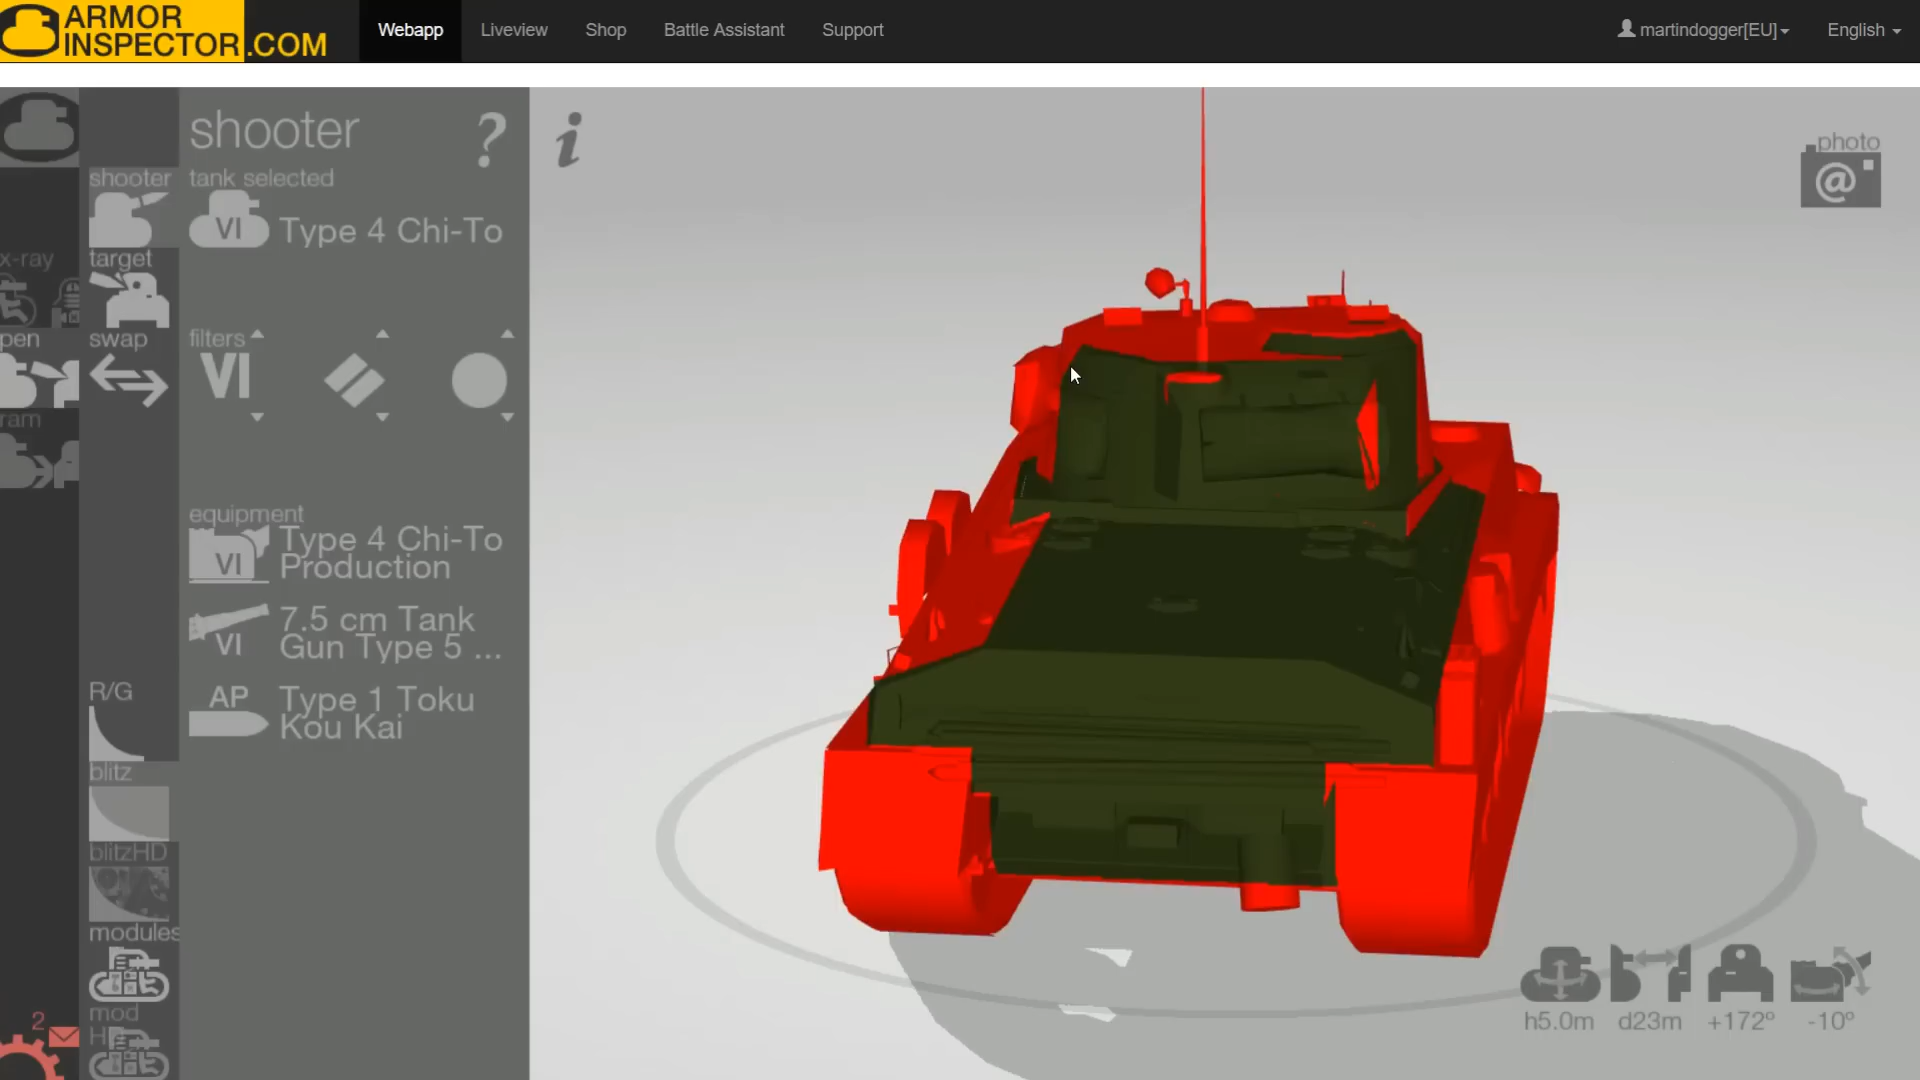 ARMOR
INSPECTOR.COM
Webapp
Liveview
Shop
Battle Assistant
Support
martindogger[EU]
English
shooter
?
i
photo
@
shooter
tank selected
VI
Type 4 Chi-To
x-ray
target
pen
swap
filters
VI
ram
equipment
VI
Type 4 Chi-To
Production
VI
7.5 cm Tank
Gun Type 5 ...
R/G
AP
Type 1 Toku
Kou Kai
blitz
blitzHD
modules
mod
H
2
h5.0m
d23m
+172°
-10°